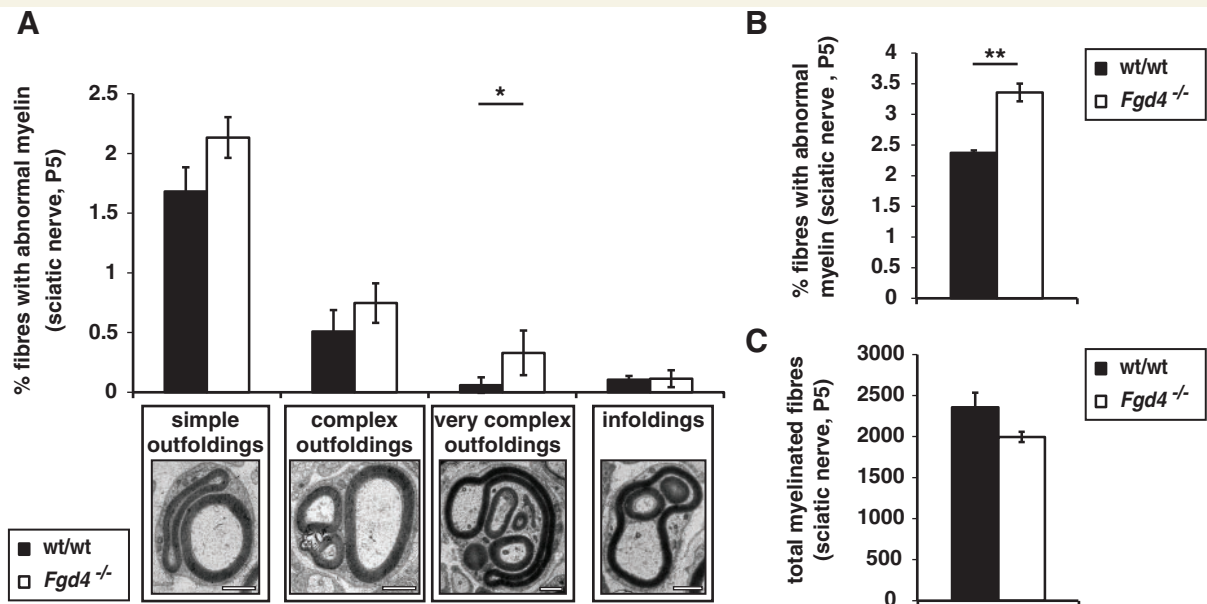 A
% fibres with abnormal myelin
(sciatic nerve, P5)
2.5
2
1.5
1
0.5
0
*
simple
outfoldings
complex
outfoldings
very complex
outfoldings
infoldings
wt/wt
Fgd4 -/-
B
% fibres with abnormal
myelin (sciatic nerve , P5)
4
3.5
3
2.5
2
1.5
1
0.5
0
**
wt/wt
Fgd4 -/-
C
total myelinated fibres
(sciatic nerve, P5)
3000
2500
2000
1500
1000
500
0
wt/wt
Fgd4 -/-